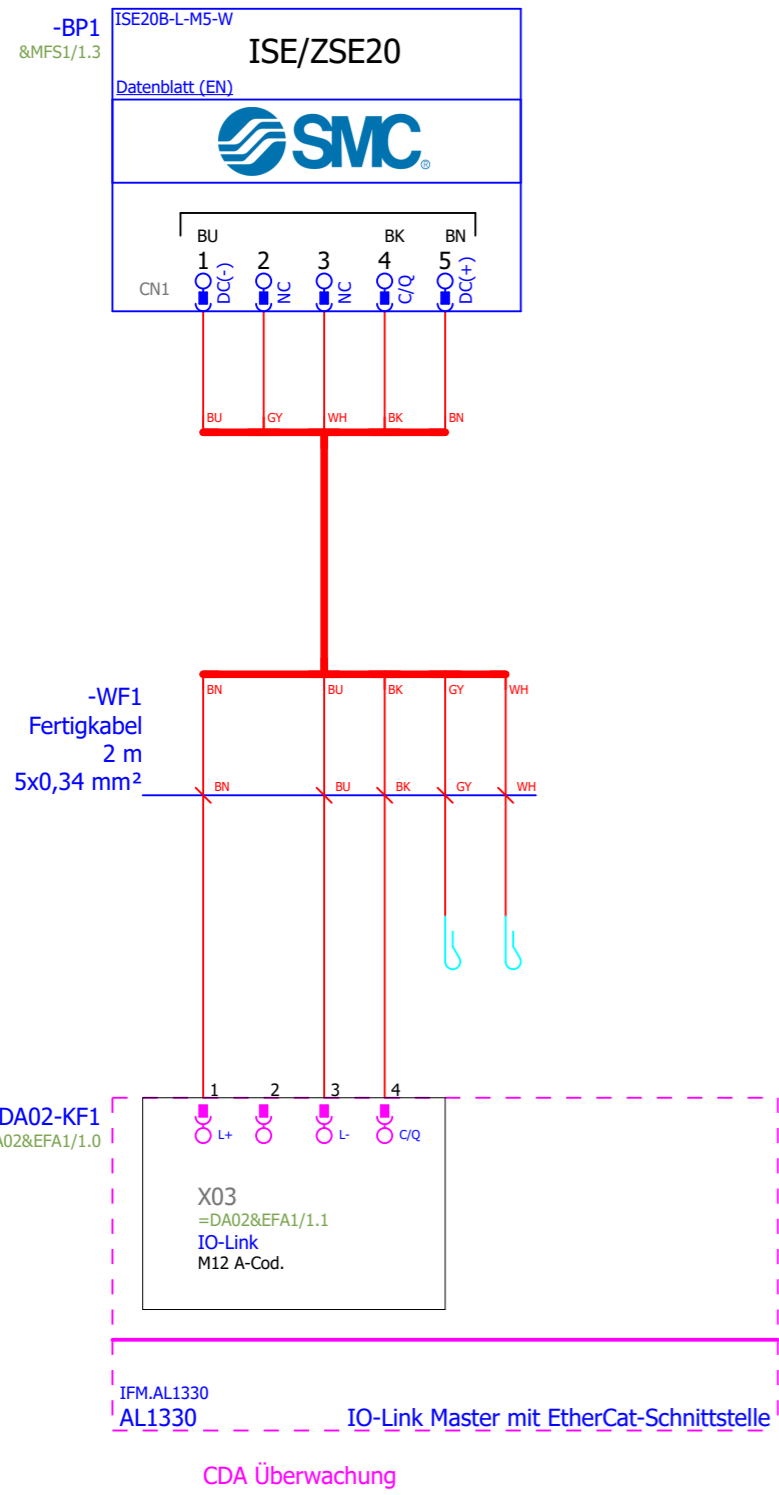 -BP1
&MFS1/1.3
ISE20B-L-M5-W
ISE/ZSE20
Datenblatt (EN)
SMC®
BU BK BN
1 2 3 4 5
CN1
DC(-) NC NC C/Q DC(+)
BU GY WH BK BN
BN BU BK GY WH
-WF1
Fertigkabel
2 m
5x0,34 mm²
BN BU BK GY WH
1 2 3 4
DA02-KF1
A02&EFA1/1.0
L+ L- C/Q
X03
=DA02&EFA1/1.1
IO-Link
M12 A-Cod.
IFM.AL1330
AL1330
IO-Link Master mit EtherCat-Schnittstelle
CDA Überwachung